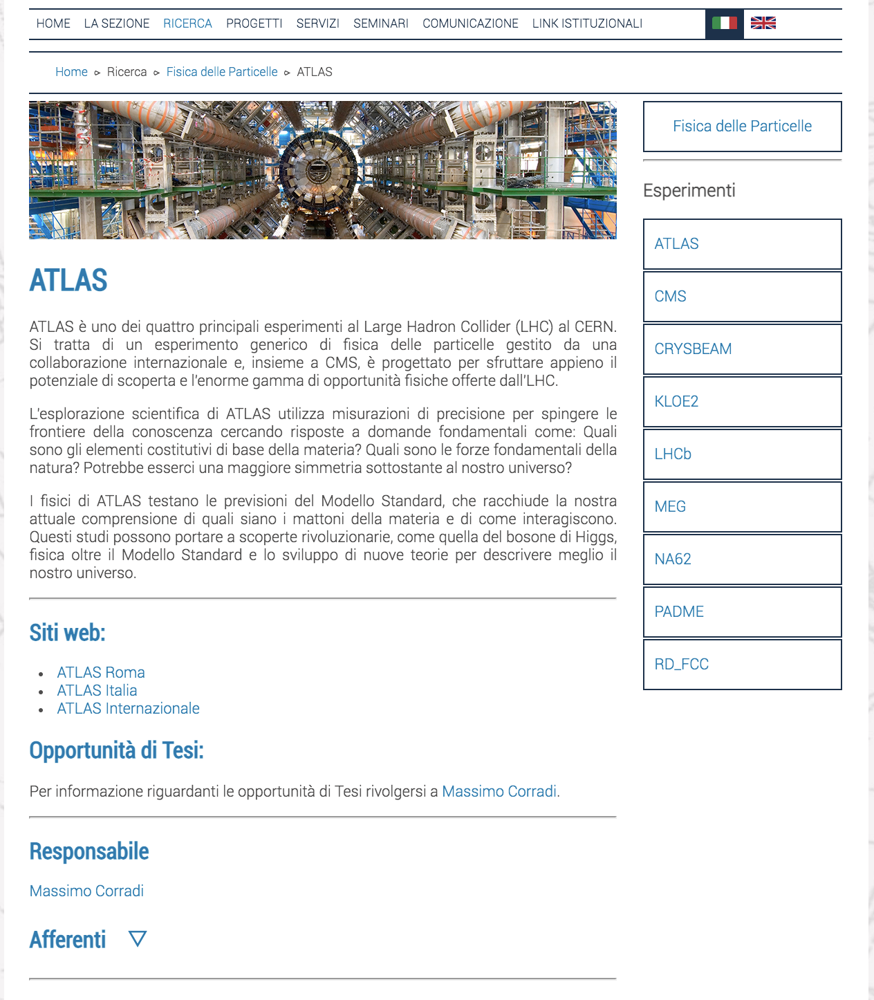 HOME LA SEZIONE RICERCA PROGETTI SERVIZI SEMINARI COMUNICAZIONE LINK ISTITUZIONALI
Home ▹ Ricerca ▹ Fisica delle Particelle ▹ ATLAS
ATLAS
ATLAS è uno dei quattro principali esperimenti al Large Hadron Collider (LHC) al CERN.
Si tratta di un esperimento generico di fisica delle particelle gestito da una
collaborazione internazionale e, insieme a CMS, è progettato per sfruttare appieno il
potenziale di scoperta e l'enorme gamma di opportunità fisiche offerte dall'LHC.
L'esplorazione scientifica di ATLAS utilizza misurazioni di precisione per spingere le
frontiere della conoscenza cercando risposte a domande fondamentali come: Quali
sono gli elementi costitutivi di base della materia? Quali sono le forze fondamentali della
natura? Potrebbe esserci una maggiore simmetria sottostante al nostro universo?
I fisici di ATLAS testano le previsioni del Modello Standard, che racchiude la nostra
attuale comprensione di quali siano i mattoni della materia e di come interagiscono.
Questi studi possono portare a scoperte rivoluzionarie, come quella del bosone di Higgs,
fisica oltre il Modello Standard e lo sviluppo di nuove teorie per descrivere meglio il
nostro universo.
Siti web:
• ATLAS Roma
• ATLAS Italia
• ATLAS Internazionale
Opportunità di Tesi:
Per informazione riguardanti le opportunità di Tesi rivolgersi a Massimo Corradi.
Responsabile
Massimo Corradi
Afferenti
Fisica delle Particelle
Esperimenti
ATLAS
CMS
CRYSBEAM
KLOE2
LHCb
MEG
NA62
PADME
RD_FCC